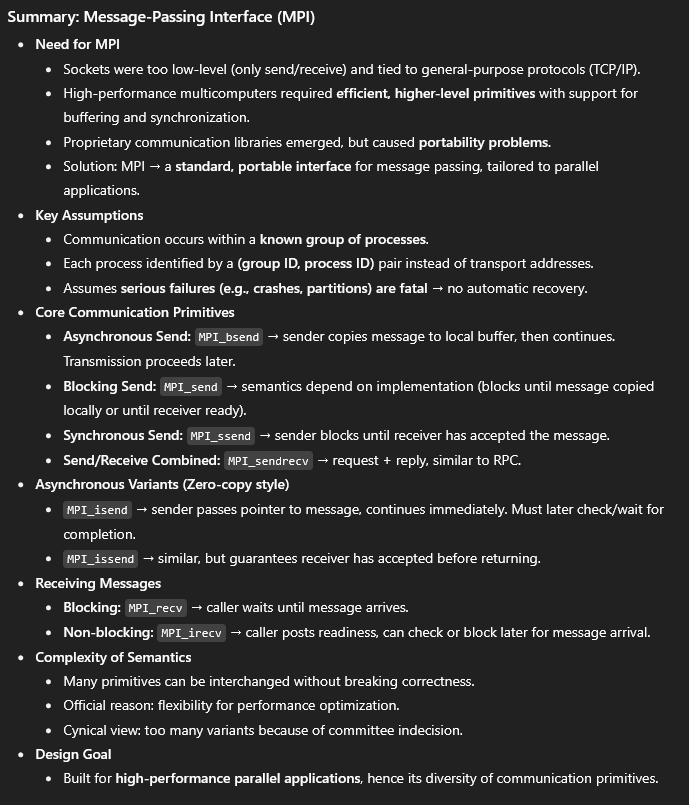 Summary: Message-Passing Interface (MPI)
• Need for MPI
• Sockets were too low-level (only send/receive) and tied to general-purpose protocols (TCP/IP).
• High-performance multicomputers required efficient, higher-level primitives with support for
buffering and synchronization.
• Proprietary communication libraries emerged, but caused portability problems.
• Solution: MPI → a standard, portable interface for message passing, tailored to parallel
applications.
• Key Assumptions
• Communication occurs within a known group of processes.
• Each process identified by a (group ID, process ID) pair instead of transport addresses.
• Assumes serious failures (e.g., crashes, partitions) are fatal → no automatic recovery.
• Core Communication Primitives
• Asynchronous Send: MPI_bsend → sender copies message to local buffer, then continues.
Transmission proceeds later.
• Blocking Send: MPI_send → semantics depend on implementation (blocks until message copied
locally or until receiver ready).
• Synchronous Send: MPI_ssend → sender blocks until receiver has accepted the message.
• Send/Receive Combined: MPI_sendrecv → request + reply, similar to RPC.
• Asynchronous Variants (Zero-copy style)
• MPI_isend → sender passes pointer to message, continues immediately. Must later check/wait for
completion.
• MPI_issend → similar, but guarantees receiver has accepted before returning.
• Receiving Messages
• Blocking: MPI_recv → caller waits until message arrives.
• Non-blocking: MPI_irecv → caller posts readiness, can check or block later for message arrival.
• Complexity of Semantics
• Many primitives can be interchanged without breaking correctness.
• Official reason: flexibility for performance optimization.
• Cynical view: too many variants because of committee indecision.
• Design Goal
• Built for high-performance parallel applications, hence its diversity of communication primitives.